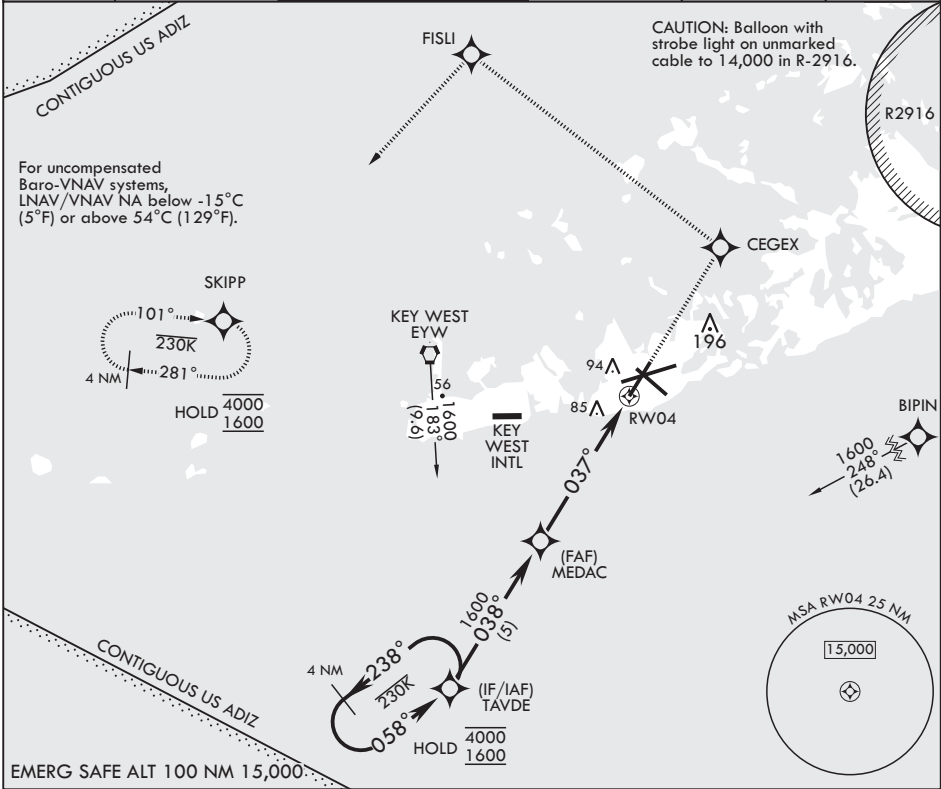 CONTIGUOUS US ADIZ
FISLI
CAUTION: Balloon with
strobe light on unmarked
cable to 14,000 in R-2916.
R2916
For uncompensated
Baro-VNAV systems,
LNAV/VNAV NA below -15°C
(5°F) or above 54°C (129°F).
CEGEX
SKIPP
101°
230K
281°
4 NM
HOLD 4000
1600
KEY WEST
EYW
56
1600
183°
(9.6)
KEY
WEST
INTL
196
94
85
RW04
BIPIN
1600
248°
(26.4)
037°
(FAF)
MEDAC
1600
038°
(5)
MSA RW04 25 NM
15,000
CONTIGUOUS US ADIZ
4 NM
238°
230K
058°
(IF/IAF)
TAVDE
HOLD 4000
1600
EMERG SAFE ALT 100 NM 15,000